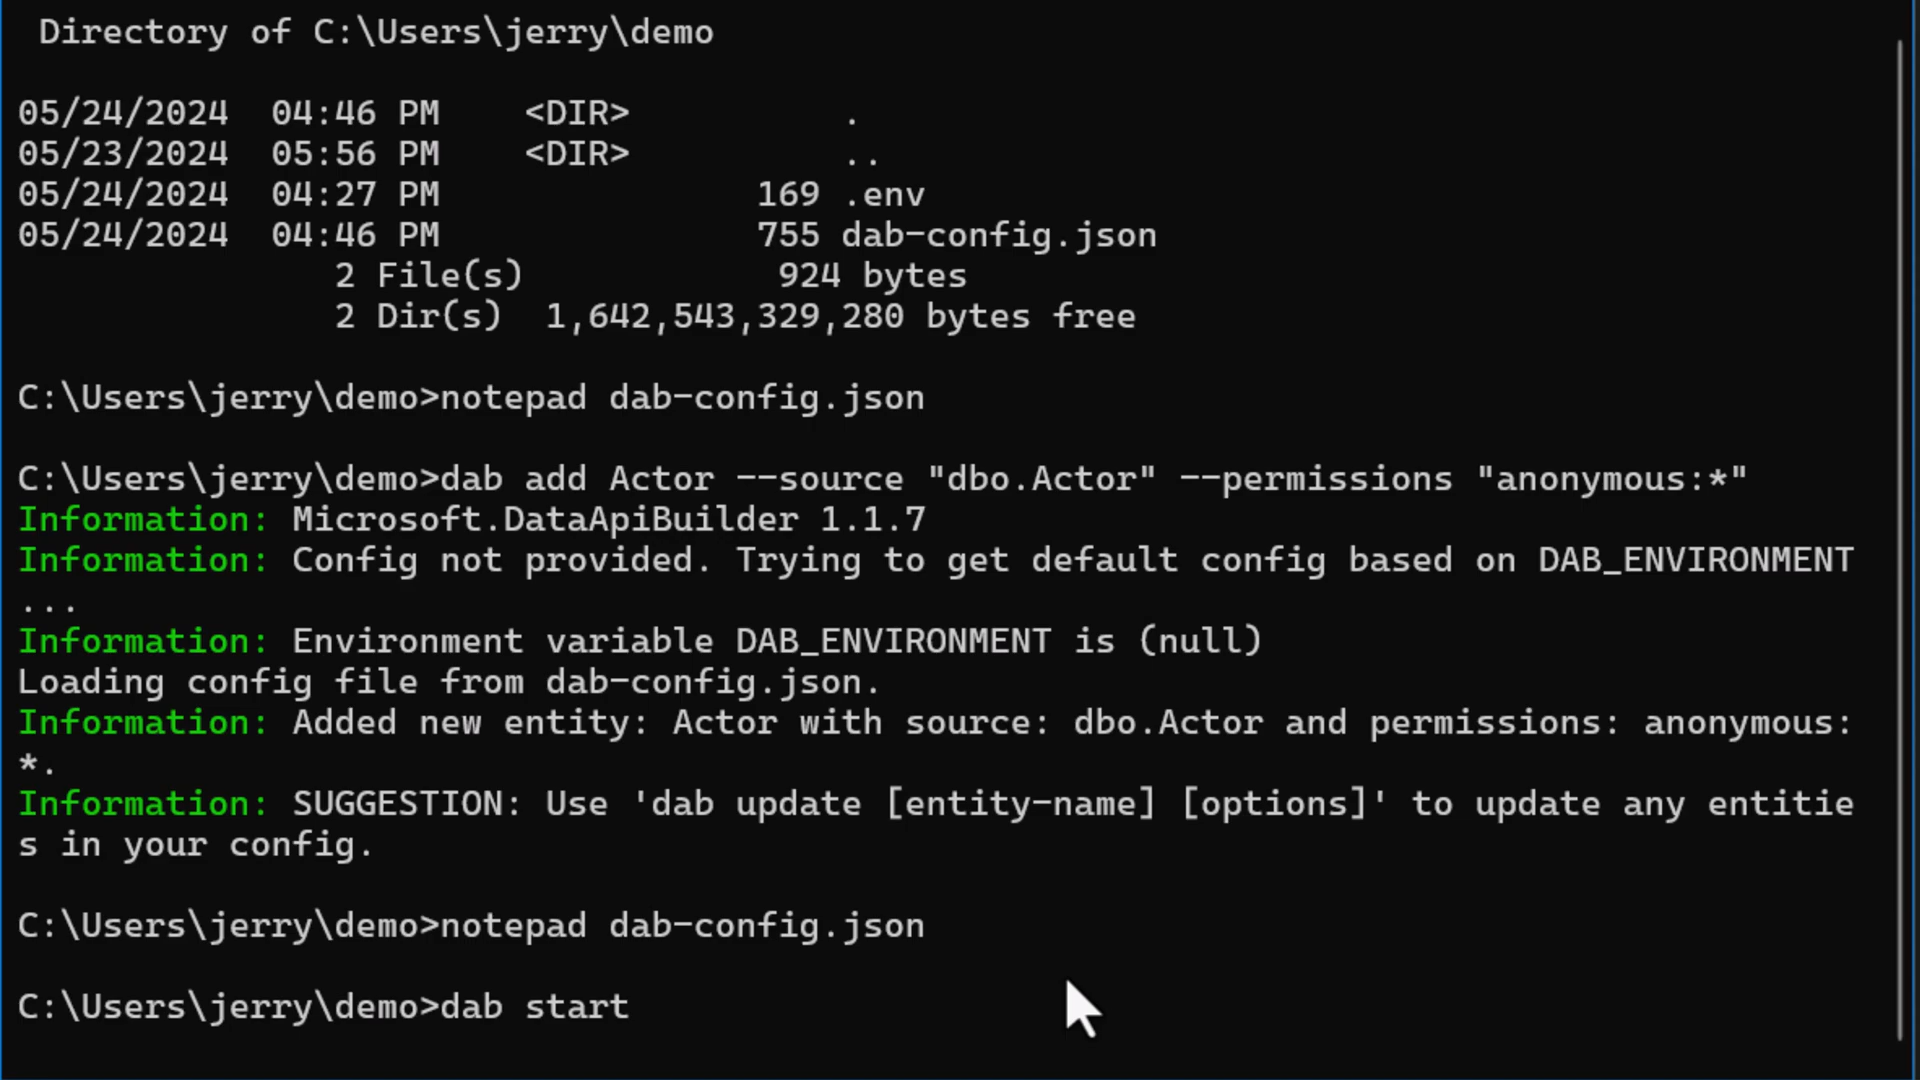 Directory of C:\Users\jerry\demo
05/24/2024  04:46 PM    <DIR>          .
05/23/2024  05:56 PM    <DIR>          ..
05/24/2024  04:27 PM               169 .env
05/24/2024  04:46 PM               755 dab-config.json
2 File(s)            924 bytes
2 Dir(s)  1,642,543,329,280 bytes free
C:\Users\jerry\demo>notepad dab-config.json
C:\Users\jerry\demo>dab add Actor --source "dbo.Actor" --permissions "anonymous:*"
Information: Microsoft.DataApiBuilder 1.1.7
Information: Config not provided. Trying to get default config based on DAB_ENVIRONMENT
...
Information: Environment variable DAB_ENVIRONMENT is (null)
Loading config file from dab-config.json.
Information: Added new entity: Actor with source: dbo.Actor and permissions: anonymous:
*.
Information: SUGGESTION: Use 'dab update [entity-name] [options]' to update any entitie
s in your config.
C:\Users\jerry\demo>notepad dab-config.json
C:\Users\jerry\demo>dab start